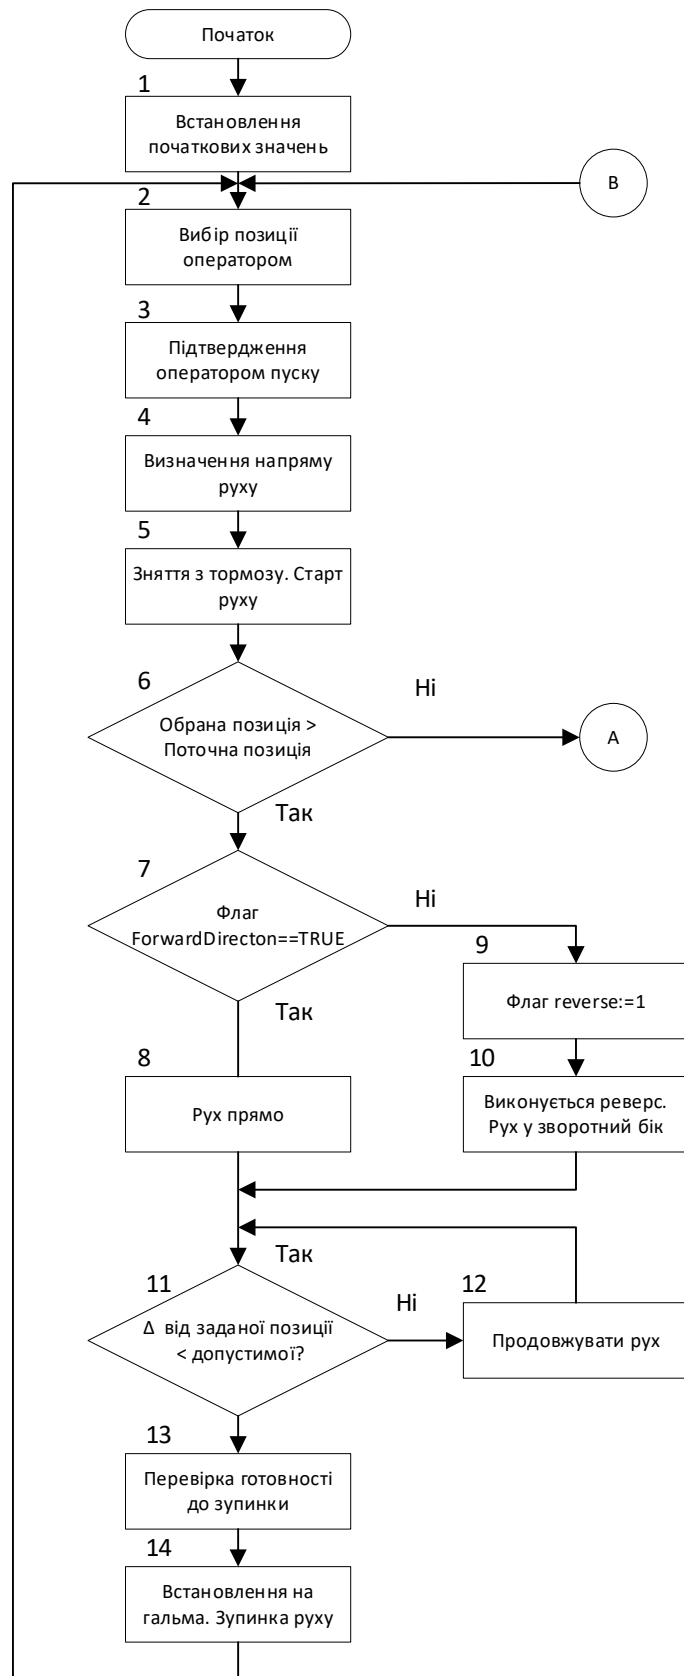 Початок
1
Встановлення
початкових значень
B
2
Вибір позиції
оператором
3
Підтвердження
оператором пуску
4
Визначення напряму
руху
5
Зняття з тормозу. Старт
руху
6
Ні
Обрана позиція >
Поточна позиція
A
Так
7
Ні
Флаг
ForwardDirecton==TRUE
9
Так
Флаг reverse:=1
8
10
Рух прямо
Виконується реверс.
Рух у зворотний бік
Так
11
12
Ні
Δ від заданої позиції
< допустимої?
Продовжувати рух
13
Перевірка готовності
до зупинки
14
Встановлення на
гальма. Зупинка руху